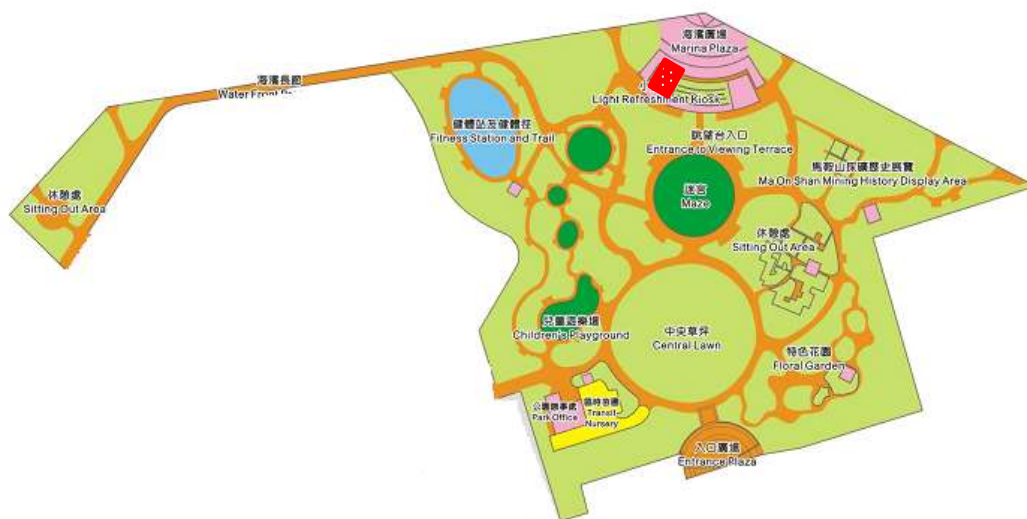 海濱廣場
Marina Plaza
海濱長廊
Water Front
小
Light Refreshment Kiosk
健體站及健體徑
Fitness Station and Trail
眺望台入口
Entrance to Viewing Terrace
馬鞍山採礦歷史展覽
Ma On Shan Mining History Display Area
迷宮
Maze
休憩處
Sitting Out Area
休憩處
Sitting Out Area
兒童遊樂場
Children's Playground
中央草坪
Central Lawn
特色花園
Floral Garden
公園辦事處
Park Office
臨時苗圃
Transit
Nursery
入口廣場
Entrance Plaza